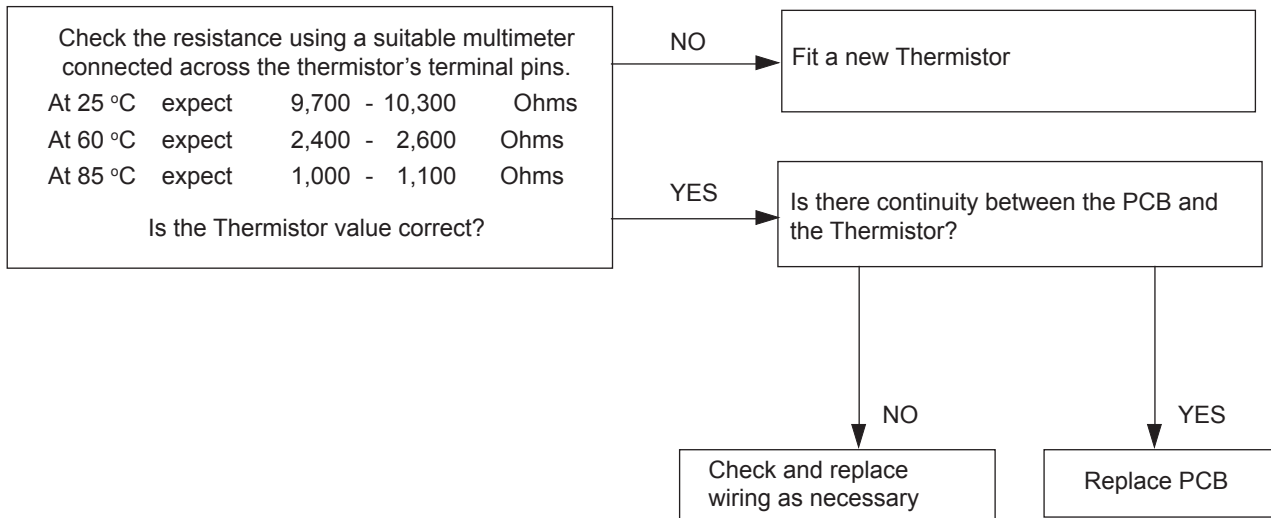 Check the resistance using a suitable multimeter
connected across the thermistor’s terminal pins.
At 25 ºC expect 9,700 - 10,300 Ohms
At 60 ºC expect 2,400 - 2,600 Ohms
At 85 ºC expect 1,000 - 1,100 Ohms
Is the Thermistor value correct?
NO
Fit a new Thermistor
YES
Is there continuity between the PCB and
the Thermistor?
NO
Check and replace
wiring as necessary
YES
Replace PCB